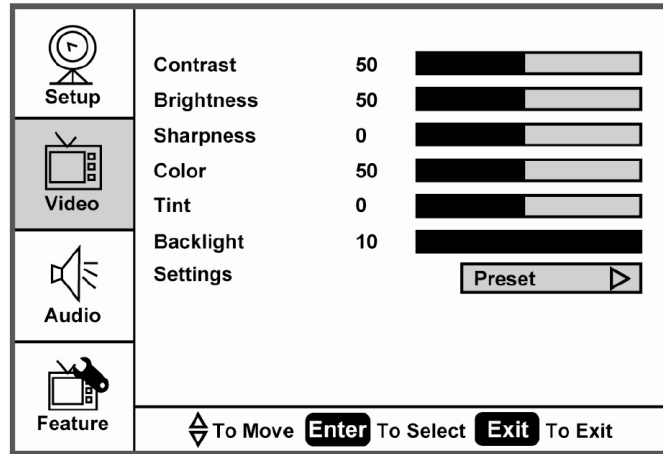 Setup
Video
Audio
Feature
Contrast 50
Brightness 50
Sharpness 0
Color 50
Tint 0
Backlight 10
Settings Preset
To Move Enter To Select Exit To Exit